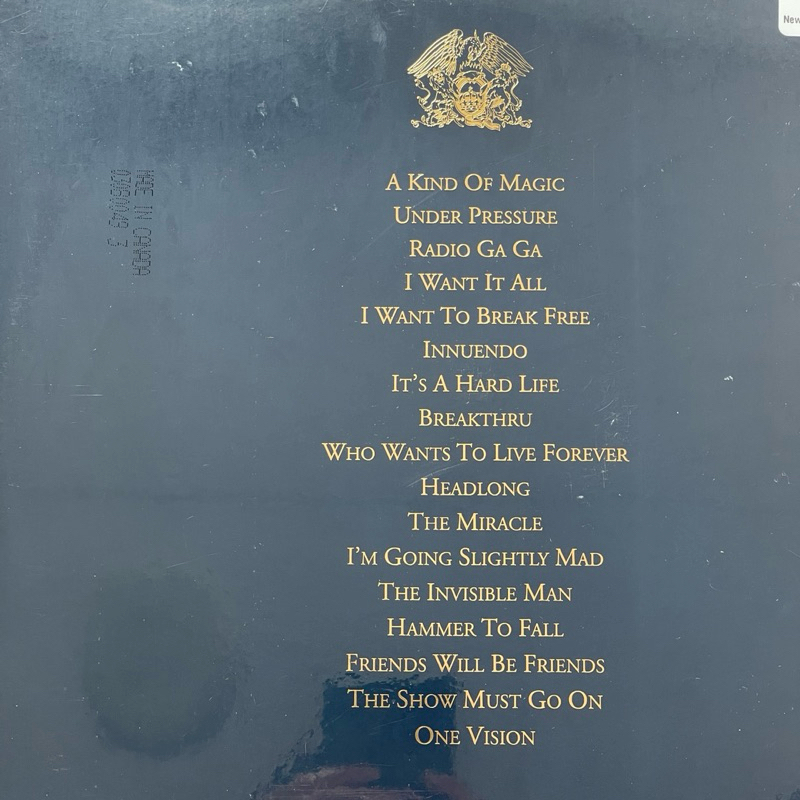 New
A Kind Of Magic
Under Pressure
Radio Ga Ga
I Want It All
I Want To Break Free
Innuendo
It's A Hard Life
Breakthru
Who Wants To Live Forever
Headlong
The Miracle
I'm Going Slightly Mad
The Invisible Man
Hammer To Fall
Friends Will Be Friends
The Show Must Go On
One Vision
MADE IN CANADA